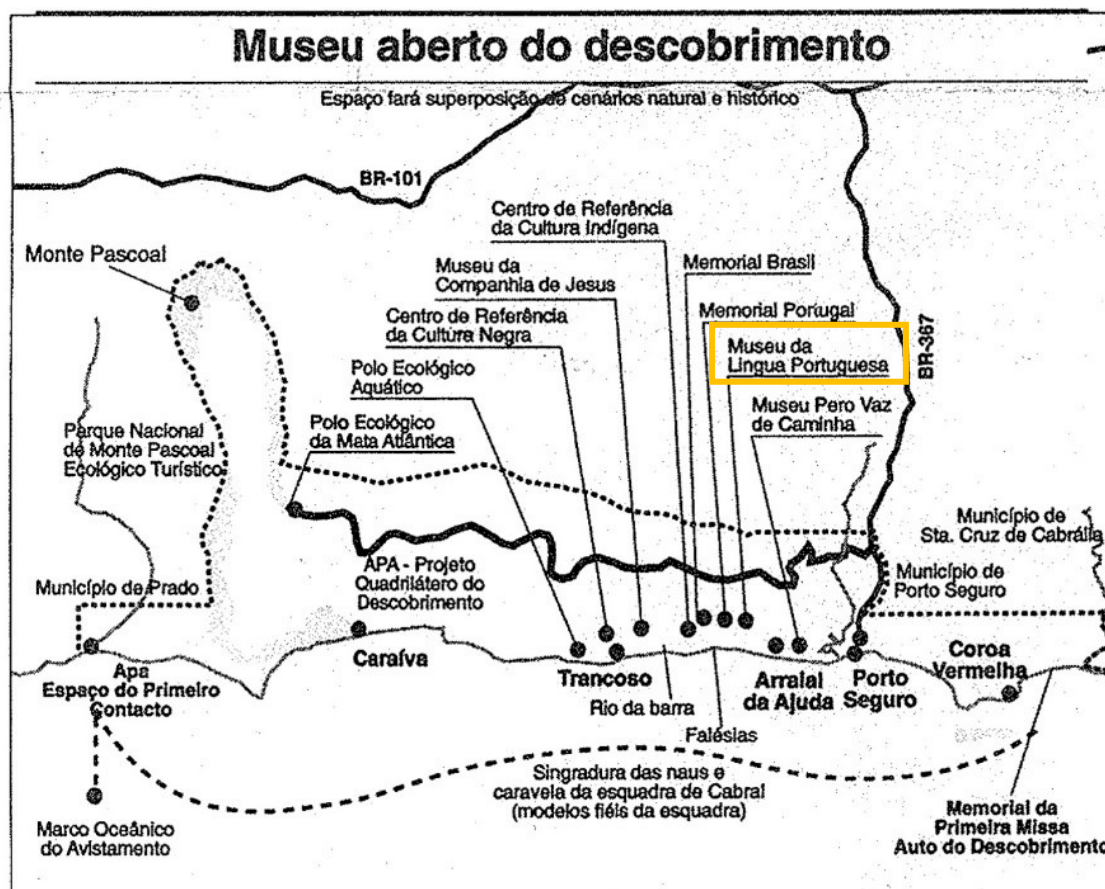 Museu aberto do descobrimento
Espaço fará superposição de cenários natural e histórico
BR-101
Monte Pascoal
Centro de Referência
da Cultura Indígena
Memorial Brasil
Museu da
Companhia de Jesus
Memorial Portugal
Centro de Referência
da Cultura Negra
Museu da
Língua Portuguesa
BR-367
Polo Ecológico
Aquático
Museu Pero Vaz
de Caminha
Polo Ecológico
da Mata Atlântica
Parque Nacional
de Monte Pascoal
Ecológico Turístico
Município de
Sta. Cruz de Cabrália
APA - Projeto
Quadrilátero do
Descobrimento
Município de Prado
Município de
Porto Seguro
Apa
Espaço do Primeiro
Contacto
Caraíva
Trancoso
Rio da barra
Falésias
Arraial
da Ajuda
Porto
Seguro
Coroa
Vermelha
Singradura das naus e
caravela da esquadra de Cabral
(modelos fiéis da esquadra)
Marco Oceânico
do Avistamento
Memorial da
Primeira Missa
Auto do Descobrimento